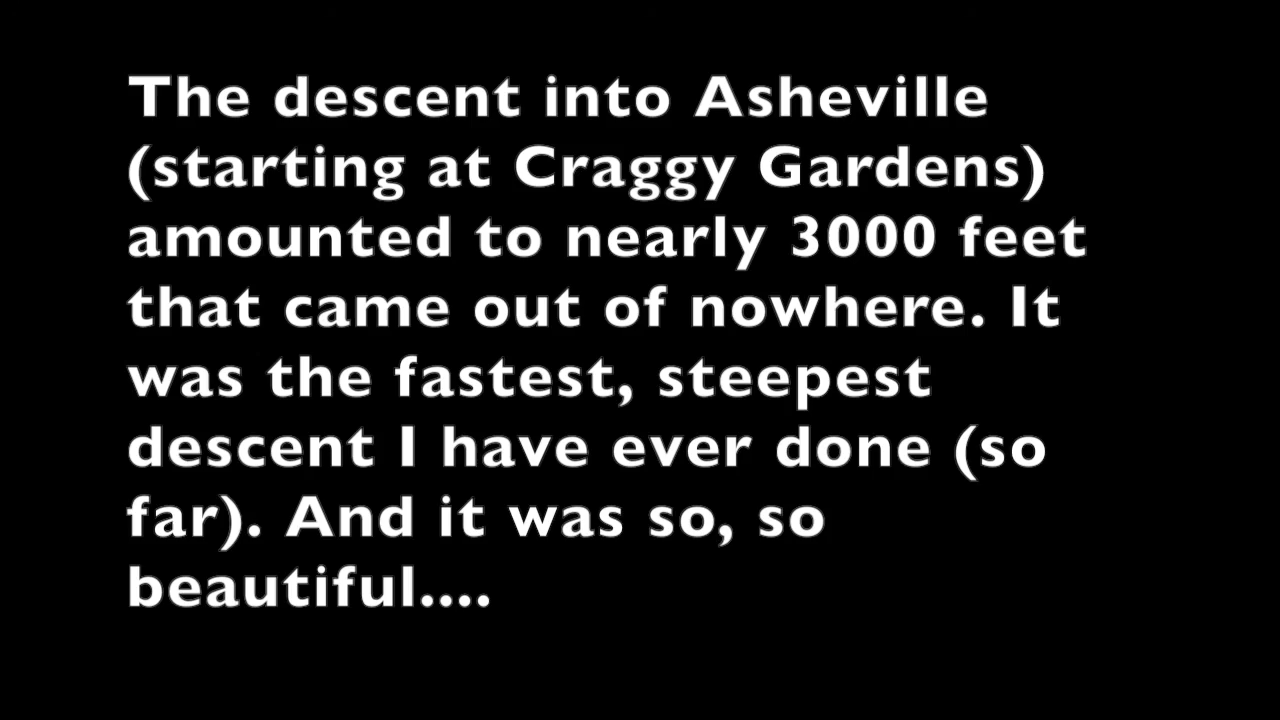 The descent into Asheville
(starting at Craggy Gardens)
amounted to nearly 3000 feet
that came out of nowhere. It
was the fastest, steepest
descent I have ever done (so
far). And it was so, so
beautiful....